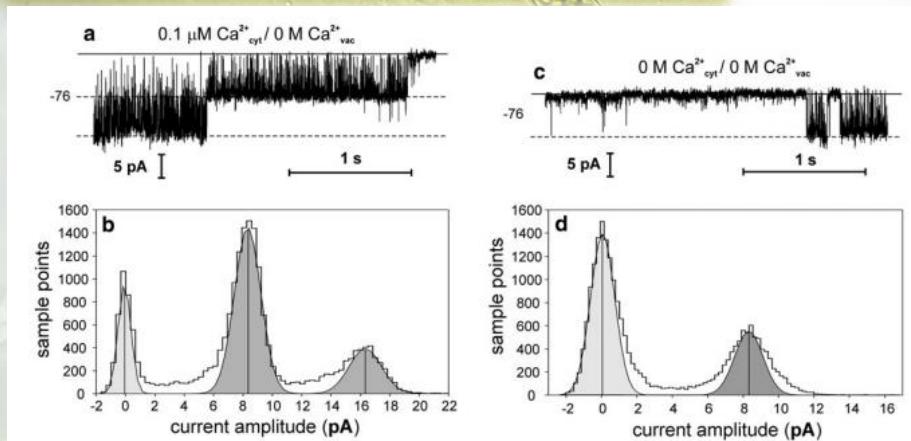 a
0.1 µM Ca²⁺cyt / 0 M Ca²⁺vac
-76
5 pA
1 s
c
0 M Ca²⁺cyt / 0 M Ca²⁺vac
-76
5 pA
1 s
b
sample points
1600
1400
1200
1000
800
600
400
200
0
-2 0 2 4 6 8 10 12 14 16 18 20 22
current amplitude (pA)
d
sample points
1600
1400
1200
1000
800
600
400
200
0
-2 0 2 4 6 8 10 12 14 16
current amplitude (pA)